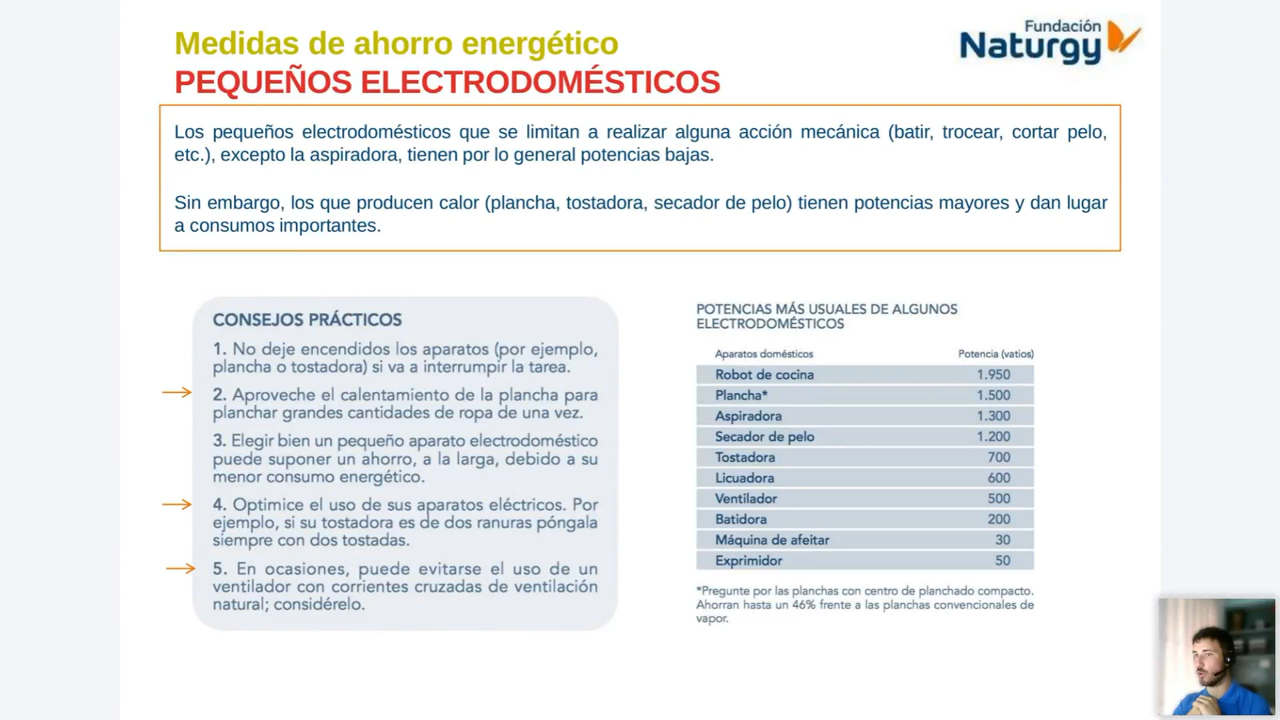 Medidas de ahorro energético
PEQUEÑOS ELECTRODOMÉSTICOS
Fundación
Naturgy
Los pequeños electrodomésticos que se limitan a realizar alguna acción mecánica (batir, trocear, cortar pelo,
etc.), excepto la aspiradora, tienen por lo general potencias bajas.
Sin embargo, los que producen calor (plancha, tostadora, secador de pelo) tienen potencias mayores y dan lugar
a consumos importantes.
CONSEJOS PRÁCTICOS
1. No deje encendidos los aparatos (por ejemplo,
plancha o tostadora) si va a interrumpir la tarea.
2. Aproveche el calentamiento de la plancha para
planchar grandes cantidades de ropa de una vez.
3. Elegir bien un pequeño aparato electrodoméstico
puede suponer un ahorro, a la larga, debido a su
menor consumo energético.
4. Optimice el uso de sus aparatos eléctricos. Por
ejemplo, si su tostadora es de dos ranuras póngala
siempre con dos tostadas.
5. En ocasiones, puede evitarse el uso de un
ventilador con corrientes cruzadas de ventilación
natural; considérelo.
POTENCIAS MÁS USUALES DE ALGUNOS
ELECTRODOMÉSTICOS
Aparatos domésticos Potencia (vatios)
Robot de cocina 1.950
Plancha* 1.500
Aspiradora 1.300
Secador de pelo 1.200
Tostadora 700
Licuadora 600
Ventilador 500
Batidora 200
Máquina de afeitar 30
Exprimidor 50
*Pregunte por las planchas con centro de planchado compacto.
Ahorran hasta un 46% frente a las planchas convencionales de
vapor.